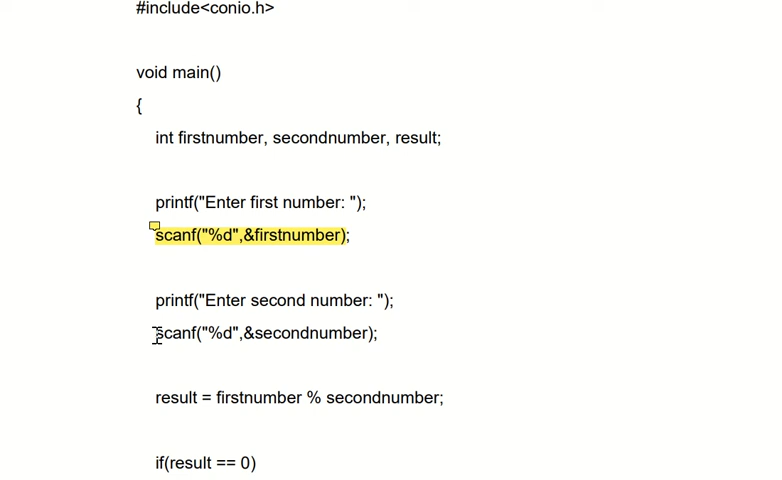 #include<conio.h>
void main()
{
int firstnumber, secondnumber, result;
printf("Enter first number: ");
scanf("%d",&firstnumber);
printf("Enter second number: ");
scanf("%d",&secondnumber);
result = firstnumber % secondnumber;
if(result == 0)